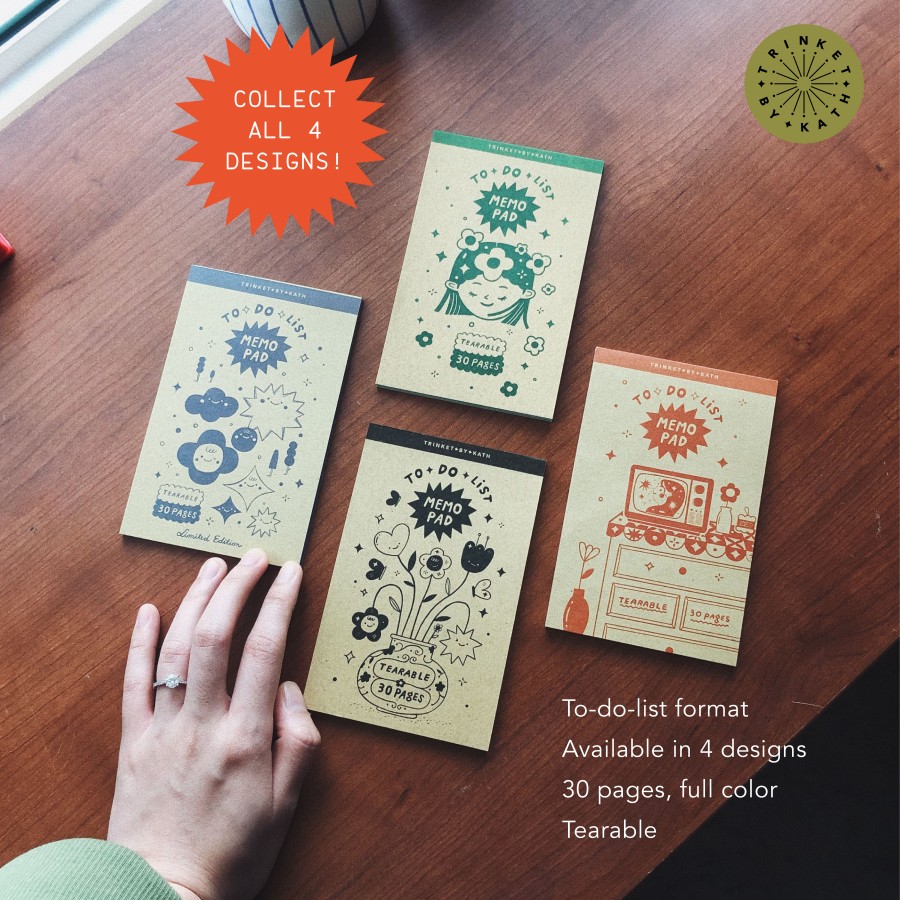 COLLECT
ALL 4
DESIGNS!
TRINKET
BY KATH
TRINKET BY KATH
TO DO LIST
MEMO
PAD
TEARABLE
30 PAGES
TRINKET BY KATH
TO DO LIST
MEMO
PAD
TEARABLE
30 PAGES
Limited Edition
TRINKET BY KATH
TO DO LIST
MEMO
PAD
TEARABLE 30 PAGES
TRINKET BY KATH
TO DO LIST
MEMO
PAD
TEARABLE
30 PAGES
To-do-list format
Available in 4 designs
30 pages, full color
Tearable